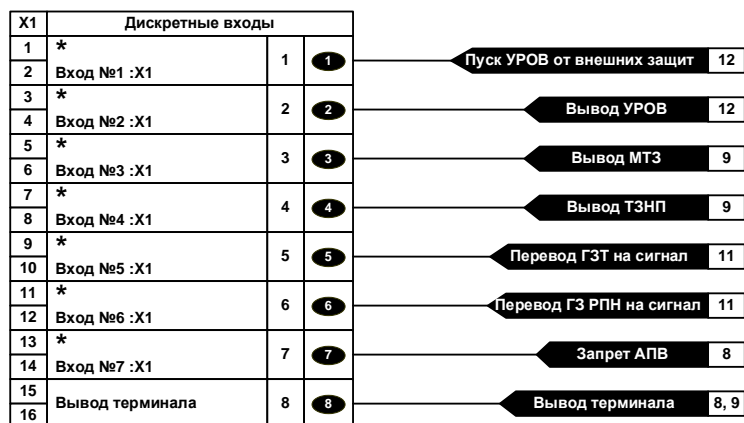 X1 Дискретные входы
1 * 1 1 Пуск УРОВ от внешних защит 12
2 Вход №1 :X1
3 * 2 2 Вывод УРОВ 12
4 Вход №2 :X1
5 * 3 3 Вывод МТЗ 9
6 Вход №3 :X1
7 * 4 4 Вывод ТЗНП 9
8 Вход №4 :X1
9 * 5 5 Перевод ГЗТ на сигнал 11
10 Вход №5 :X1
11 * 6 6 Перевод ГЗ РПН на сигнал 11
12 Вход №6 :X1
13 * 7 7 Запрет АПВ 8
14 Вход №7 :X1
15 Вывод терминала 8 8 Вывод терминала 8, 9
16